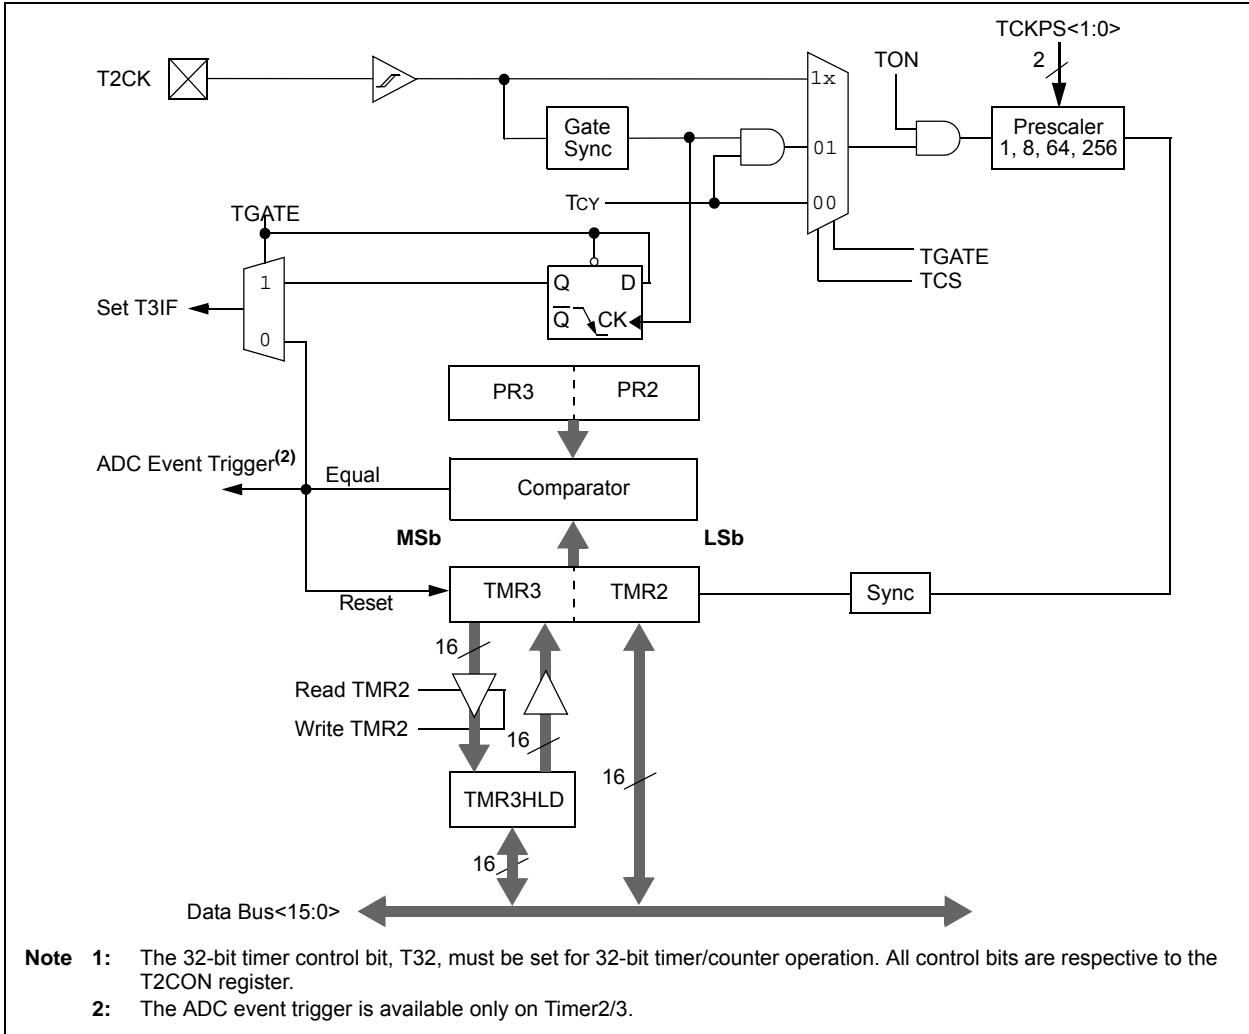 TCKPS<1:0>
2
TON
T2CK
1x
Gate
Sync
Prescaler
1, 8, 64, 256
01
TCY
00
TGATE
TGATE
TCS
1
Q
D
Set T3IF
Q
CK
0
PR3
PR2
ADC Event Trigger(2)
Equal
Comparator
MSb
LSb
TMR3
TMR2
Sync
Reset
16
Read TMR2
Write TMR2
16
16
TMR3HLD
16
Data Bus<15:0>
Note 1: The 32-bit timer control bit, T32, must be set for 32-bit timer/counter operation. All control bits are respective to the
T2CON register.
2: The ADC event trigger is available only on Timer2/3.